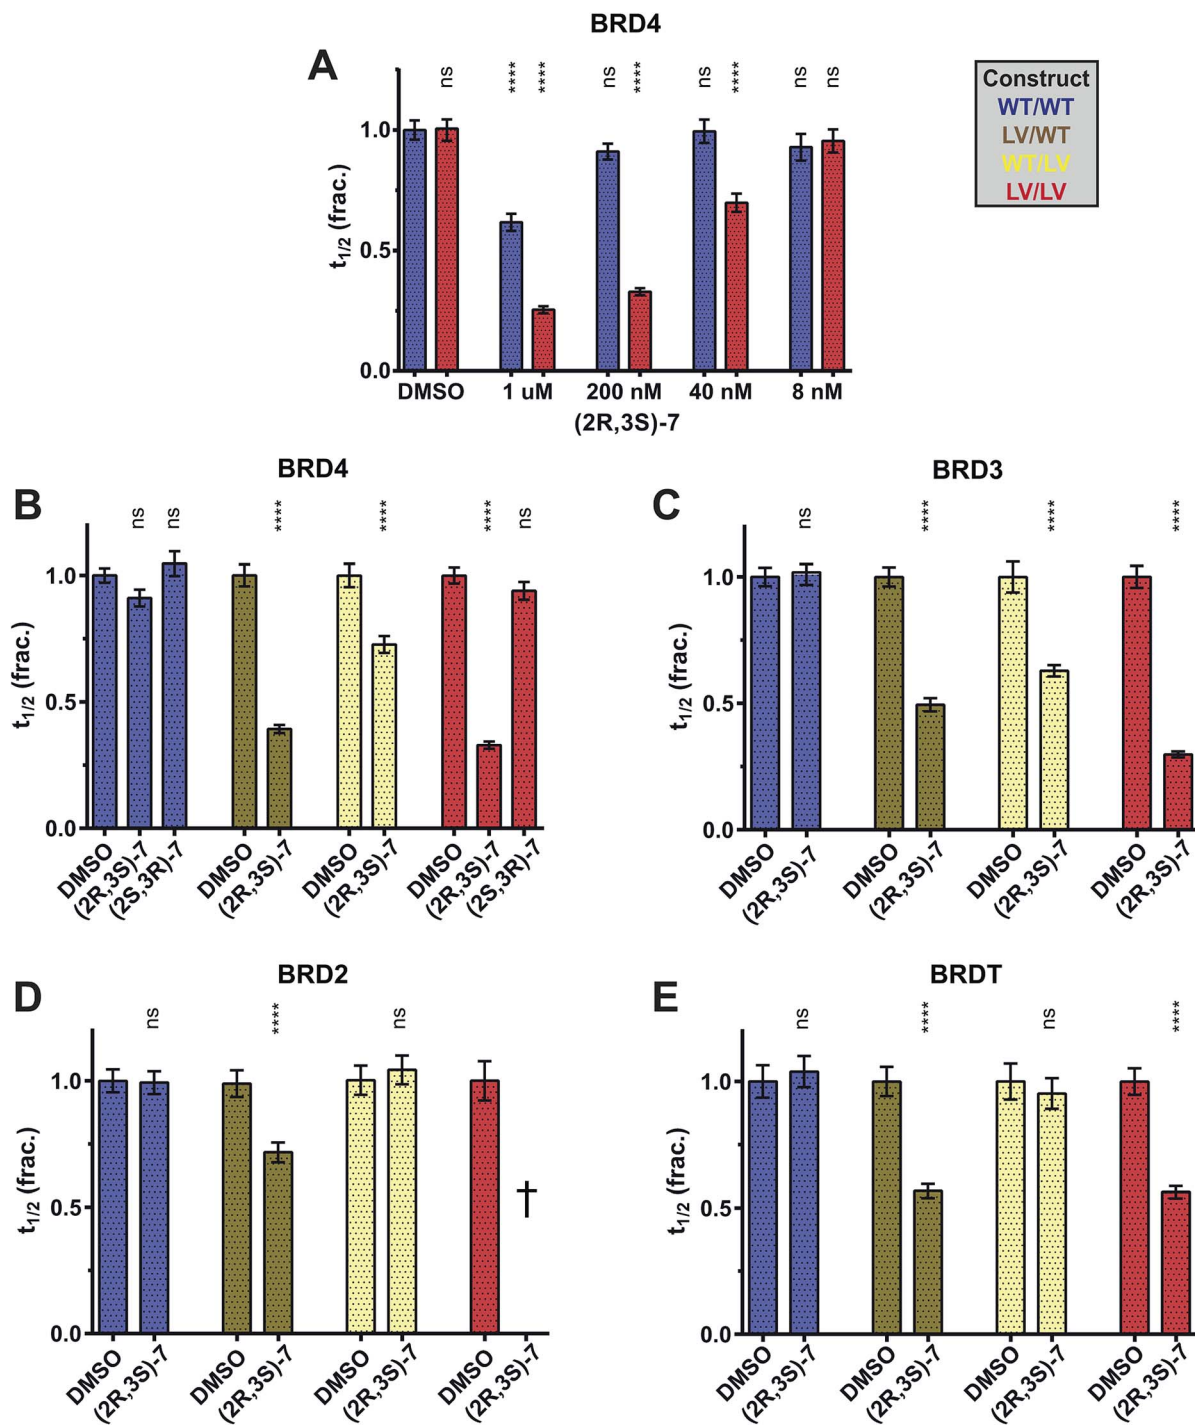 BRD4
A
ns
****
****
ns
****
ns
****
ns
ns
Construct
WT/WT
LV/WT
WT/LV
LV/LV
1.0
0.5
0.0
t1/2 (frac.)
DMSO
1 uM
200 nM
40 nM
8 nM
(2R,3S)-7
BRD4
B
ns
ns
****
****
****
ns
1.0
0.5
0.0
t1/2 (frac.)
DMSO
(2R,3S)-7
(2S,3R)-7
DMSO
(2R,3S)-7
DMSO
(2R,3S)-7
DMSO
(2R,3S)-7
(2S,3R)-7
BRD3
C
ns
****
****
****
1.0
0.5
0.0
t1/2 (frac.)
DMSO
(2R,3S)-7
DMSO
(2R,3S)-7
DMSO
(2R,3S)-7
DMSO
(2R,3S)-7
BRD2
D
ns
****
ns
†
1.0
0.5
0.0
t1/2 (frac.)
DMSO
(2R,3S)-7
DMSO
(2R,3S)-7
DMSO
(2R,3S)-7
DMSO
(2R,3S)-7
BRDT
E
ns
****
ns
****
1.0
0.5
0.0
t1/2 (frac.)
DMSO
(2R,3S)-7
DMSO
(2R,3S)-7
DMSO
(2R,3S)-7
DMSO
(2R,3S)-7